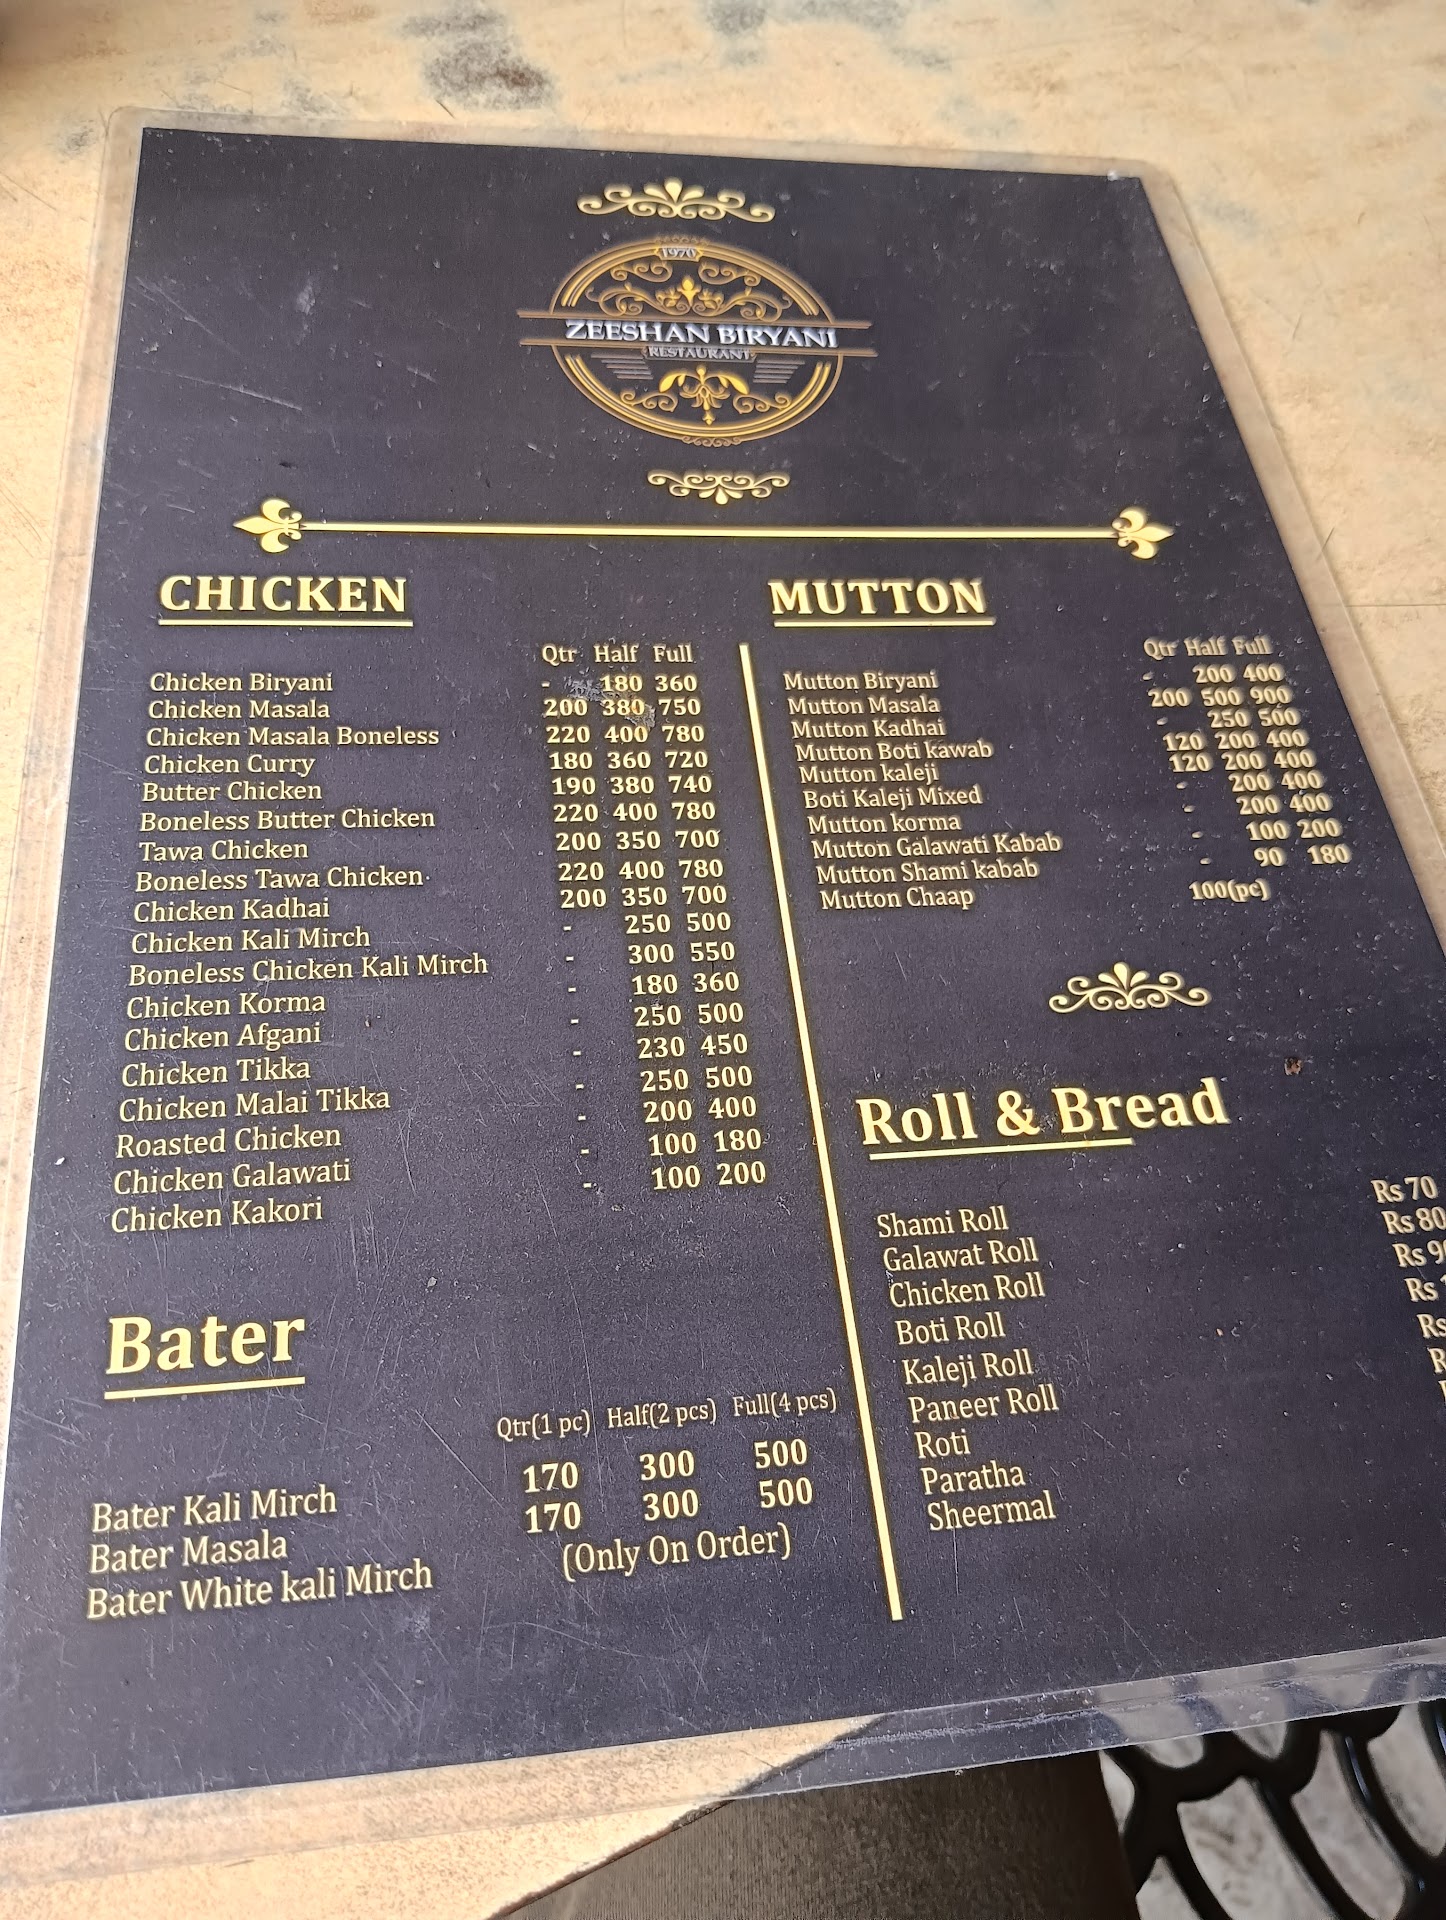 1970
ZEESHAN BIRYANI
RESTAURANT
CHICKEN
Qtr Half Full
Chicken Biryani - 180 360
Chicken Masala 200 380 750
Chicken Masala Boneless 220 400 780
Chicken Curry 180 360 720
Butter Chicken 190 380 740
Boneless Butter Chicken 220 400 780
Tawa Chicken 200 350 700
Boneless Tawa Chicken 220 400 780
Chicken Kadhai 200 350 700
Chicken Kali Mirch - 250 500
Boneless Chicken Kali Mirch - 300 550
Chicken Korma - 180 360
Chicken Afgani - 250 500
Chicken Tikka - 230 450
Chicken Malai Tikka - 250 500
Roasted Chicken - 200 400
Chicken Galawati - 100 180
Chicken Kakori - 100 200
Bater
Qtr(1 pc) Half(2 pcs) Full(4 pcs)
Bater Kali Mirch 170 300 500
Bater Masala 170 300 500
Bater White kali Mirch (Only On Order)
MUTTON
Qtr Half Full
Mutton Biryani - 200 400
Mutton Masala 200 500 900
Mutton Kadhai - 250 500
Mutton Boti kawab 120 200 400
Mutton kaleji 120 200 400
Boti Kaleji Mixed - 200 400
Mutton korma - 200 400
Mutton Galawati Kabab - 100 200
Mutton Shami kabab - 90 180
Mutton Chaap 100(pc)
Roll & Bread
Shami Roll Rs 70
Galawat Roll Rs 80
Chicken Roll Rs
Boti Roll Rs
Kaleji Roll Rs
Paneer Roll
Roti
Paratha
Sheermal